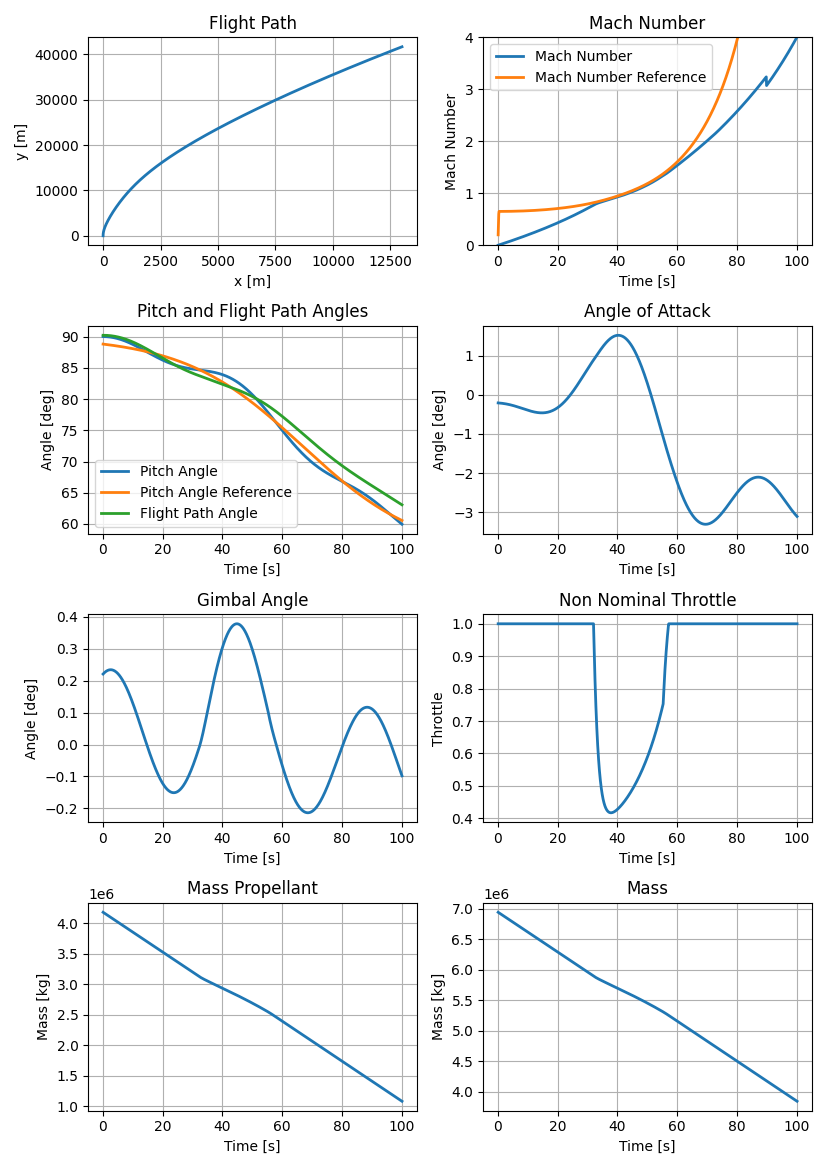 Flight Path
40000
30000
20000
10000
0
y [m]
0 2500 5000 7500 10000 12500
x [m]
Mach Number
4
3
2
1
0
Mach Number
Mach Number
Mach Number Reference
0 20 40 60 80 100
Time [s]
Pitch and Flight Path Angles
90
85
80
75
70
65
60
Angle [deg]
Pitch Angle
Pitch Angle Reference
Flight Path Angle
0 20 40 60 80 100
Time [s]
Angle of Attack
1
0
−1
−2
−3
Angle [deg]
0 20 40 60 80 100
Time [s]
Gimbal Angle
0.4
0.3
0.2
0.1
0.0
−0.1
−0.2
Angle [deg]
0 20 40 60 80 100
Time [s]
Non Nominal Throttle
1.0
0.9
0.8
0.7
0.6
0.5
0.4
Throttle
0 20 40 60 80 100
Time [s]
Mass Propellant
1e6
4.0
3.5
3.0
2.5
2.0
1.5
1.0
Mass [kg]
0 20 40 60 80 100
Time [s]
Mass
1e6
7.0
6.5
6.0
5.5
5.0
4.5
4.0
Mass [kg]
0 20 40 60 80 100
Time [s]